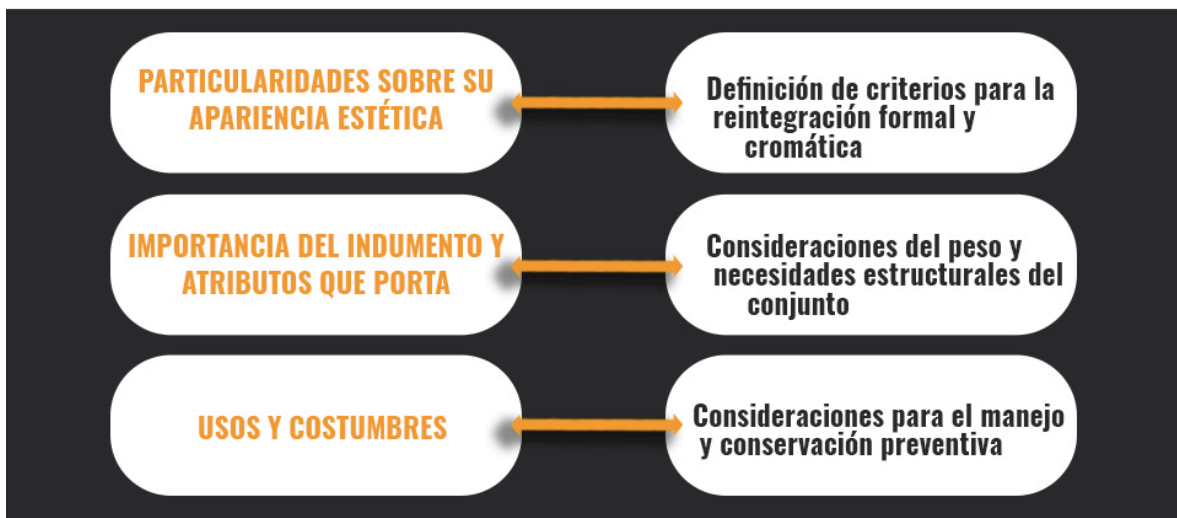 PARTICULARIDADES SOBRE SU
APARIENCIA ESTÉTICA
Definición de criterios para la
reintegración formal y
cromática
IMPORTANCIA DEL INDUMENTO Y
ATRIBUTOS QUE PORTA
Consideraciones del peso y
necesidades estructurales del
conjunto
USOS Y COSTUMBRES
Consideraciones para el manejo
y conservación preventiva